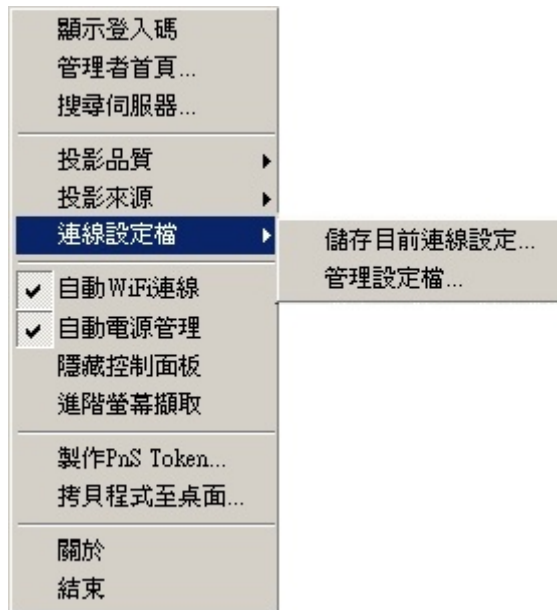 顯示登入碼
管理者首頁...
搜尋伺服器...
投影品質
投影來源
連線設定檔
儲存目前連線設定...
管理設定檔...
自動WiFi連線
自動電源管理
隱藏控制面板
進階螢幕擷取
製作PnS Token...
拷貝程式至桌面...
關於
結束